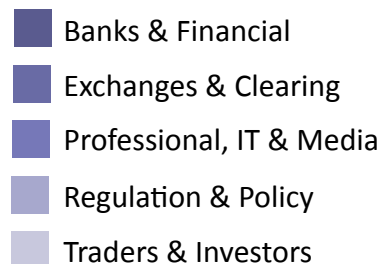 Banks & Financial
Exchanges & Clearing
Professional, IT & Media
Regulation & Policy
Traders & Investors